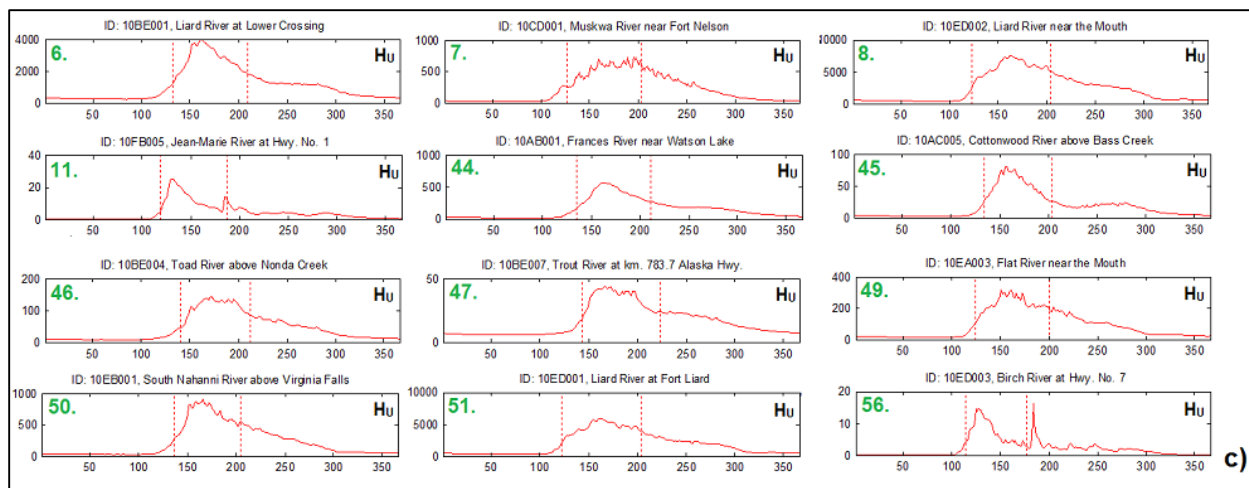 ID: 10BE001, Liard River at Lower Crossing
6.
HU
4000
2000
0
50 100 150 200 250 300 350
ID: 10CD001, Muskwa River near Fort Nelson
7.
HU
1000
500
0
50 100 150 200 250 300 350
ID: 10ED002, Liard River near the Mouth
8.
HU
10000
5000
0
50 100 150 200 250 300 350
ID: 10FB005, Jean-Marie River at Hwy. No. 1
11.
HU
40
20
0
50 100 150 200 250 300 350
ID: 10AB001, Frances River near Watson Lake
44.
HU
1000
500
0
50 100 150 200 250 300 350
ID: 10AC005, Cottonwood River above Bass Creek
45.
HU
100
50
0
50 100 150 200 250 300 350
ID: 10BE004, Toad River above Nonda Creek
46.
HU
200
100
0
50 100 150 200 250 300 350
ID: 10BE007, Trout River at km. 783.7 Alaska Hwy.
47.
HU
50
0
50 100 150 200 250 300 350
ID: 10EA003, Flat River near the Mouth
49.
HU
400
200
0
50 100 150 200 250 300 350
ID: 10EB001, South Nahanni River above Virginia Falls
50.
HU
1000
500
0
50 100 150 200 250 300 350
ID: 10ED001, Liard River at Fort Liard
51.
HU
10000
5000
0
50 100 150 200 250 300 350
ID: 10ED003, Birch River at Hwy. No. 7
56.
HU
20
10
0
50 100 150 200 250 300 350
c)